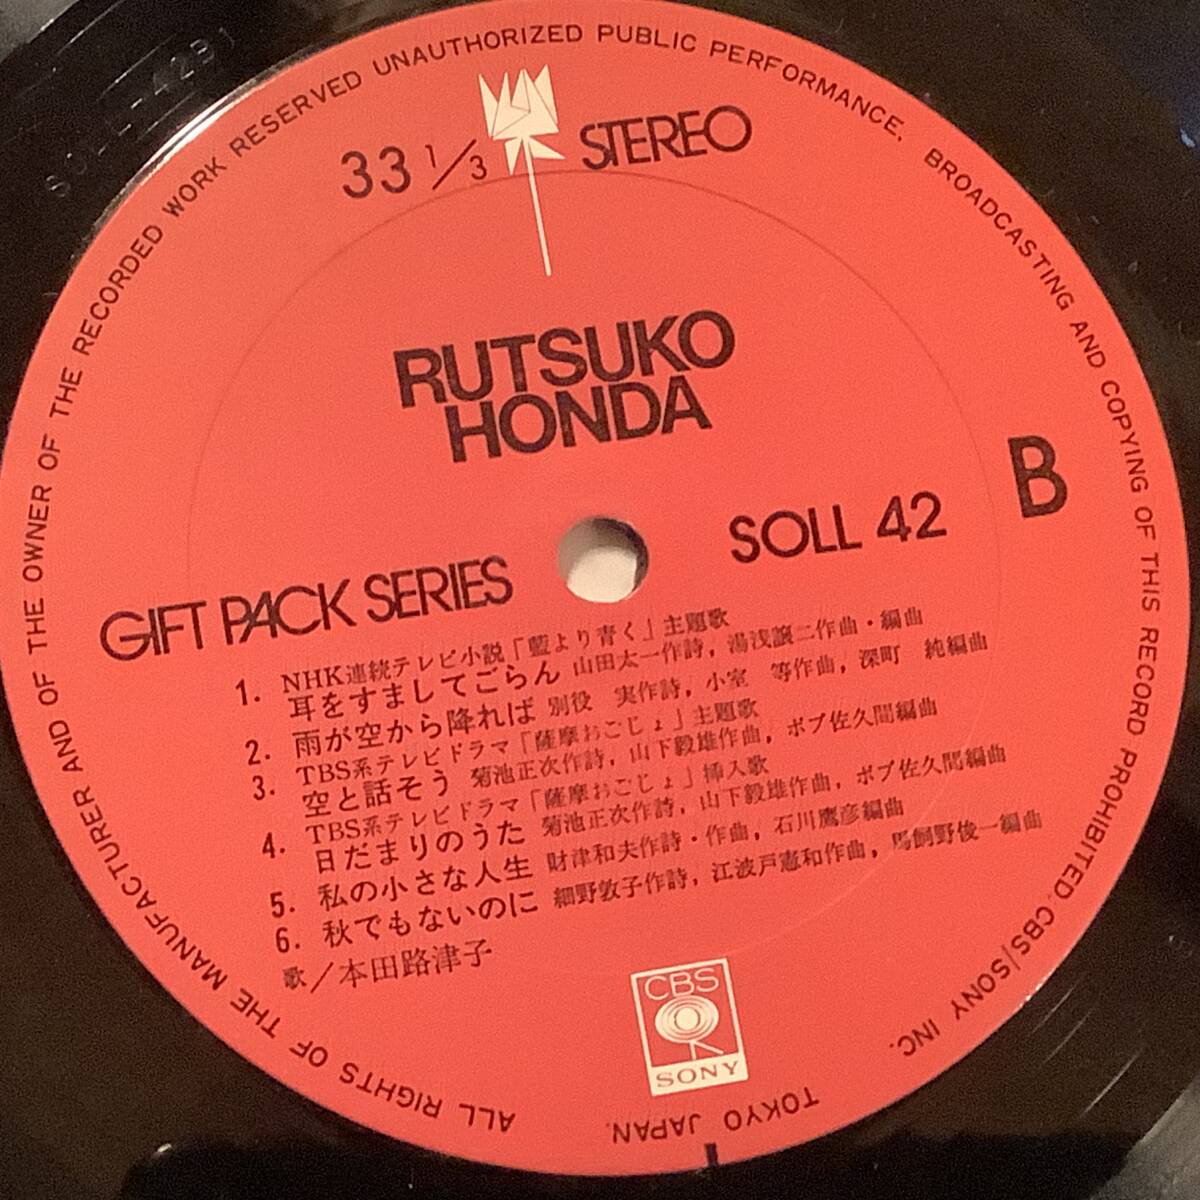 ALL RIGHTS OF THE MANUFACTURER AND OF THE OWNER OF THE RECORDED WORK RESERVED UNAUTHORIZED PUBLIC PERFORMANCE. BROADCASTING AND COPYING OF THIS RECORD PROHIBITED. CBS/SONY INC. TOKYO JAPAN.
33 1/3 STEREO
RUTSUKO
HONDA
B
GIFT PACK SERIES SOLL 42
1. NHK連続テレビ小説「藍より青く」主題歌
耳をすましてごらん 山田太一作詩，湯浅譲二作曲・編曲
2. 雨が空から降れば 別役 実作詩，小室 等作曲，深町 純編曲
3. TBS系テレビドラマ「薩摩おごじょ」主題歌
空と話そう 菊池正次作詩，山下毅雄作曲，ボブ佐久間編曲
4. TBS系テレビドラマ「薩摩おごじょ」挿入歌
日だまりのうた 菊池正次作詩，山下毅雄作曲，ボブ佐久間編曲
5. 私の小さな人生 財津和夫作詩・作曲，石川鷹彦編曲
6. 秋でもないのに 細野敦子作詩，江波戸憲和作曲，馬飼野俊一編曲
歌／本田路津子
CBS
SONY